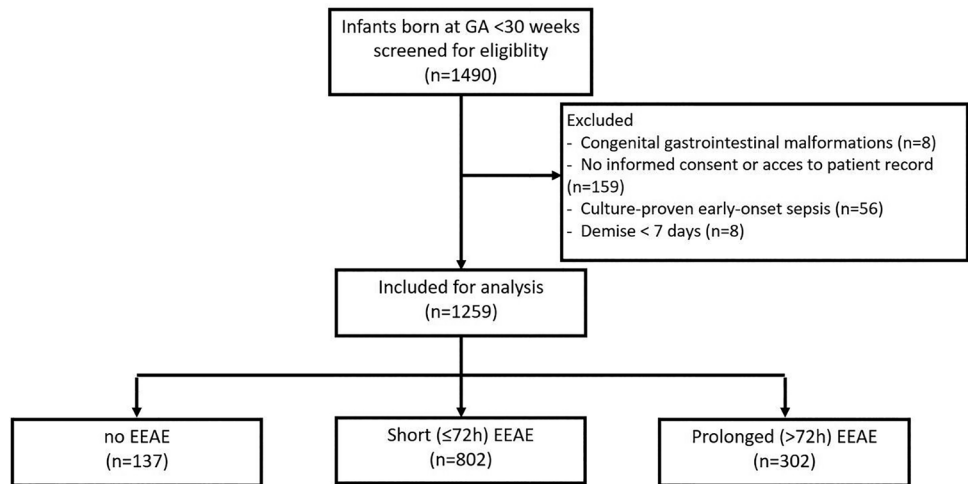 Infants born at GA <30 weeks
screened for eligiblity
(n=1490)
Excluded
- Congenital gastrointestinal malformations (n=8)
- No informed consent or acces to patient record
(n=159)
- Culture-proven early-onset sepsis (n=56)
- Demise < 7 days (n=8)
Included for analysis
(n=1259)
no EEAE
(n=137)
Short (≤72h) EEAE
(n=802)
Prolonged (>72h) EEAE
(n=302)